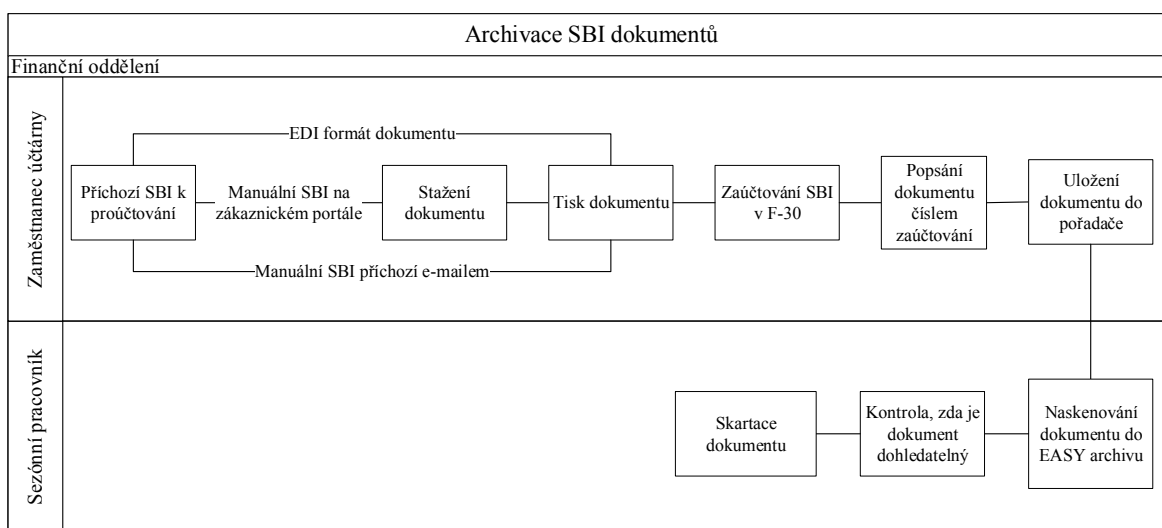 Archivace SBI dokumentů
Finanční oddělení
Zaměstnanec účtárny
EDI formát dokumentu
Příchozí SBI k
proúčtování
Manuální SBI na
zákaznickém portále
Stažení
dokumentu
Tisk dokumentu
Zaúčtování SBI
v F-30
Popsání
dokumentu
číslem
zaúčtování
Uložení
dokumentu do
pořadače
Manuální SBI příchozí e-mailem
Sezónní pracovník
Skartace
dokumentu
Kontrola, zda je
dokument
dohledatelný
Naskenování
dokumentu do
EASY archivu